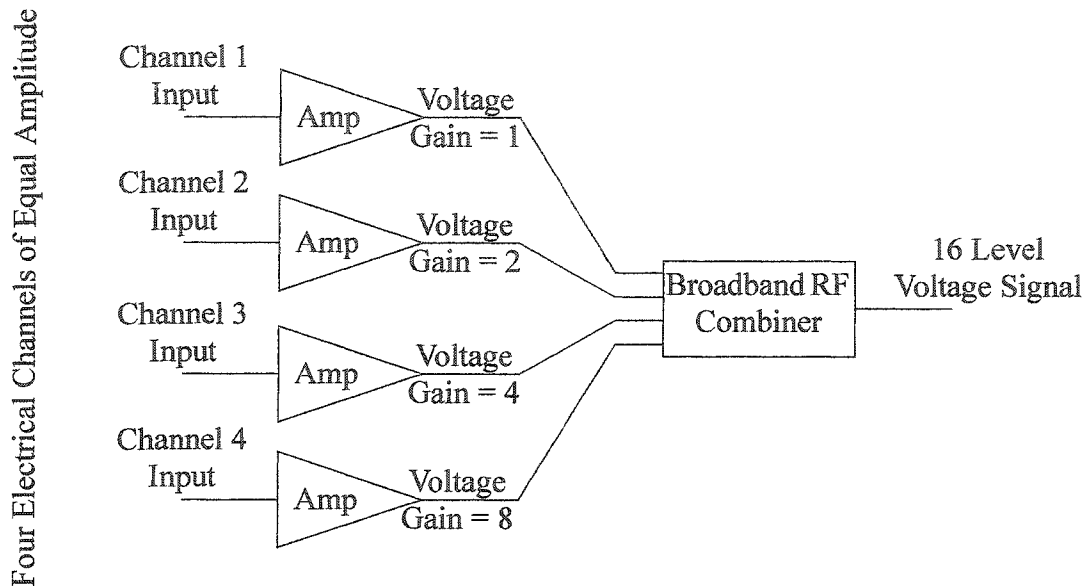 Four Electrical Channels of Equal Amplitude
Channel 1
Input
Amp
Voltage
Gain = 1
Channel 2
Input
Amp
Voltage
Gain = 2
Channel 3
Input
Amp
Voltage
Gain = 4
Channel 4
Input
Amp
Voltage
Gain = 8
Broadband RF
Combiner
16 Level
Voltage Signal